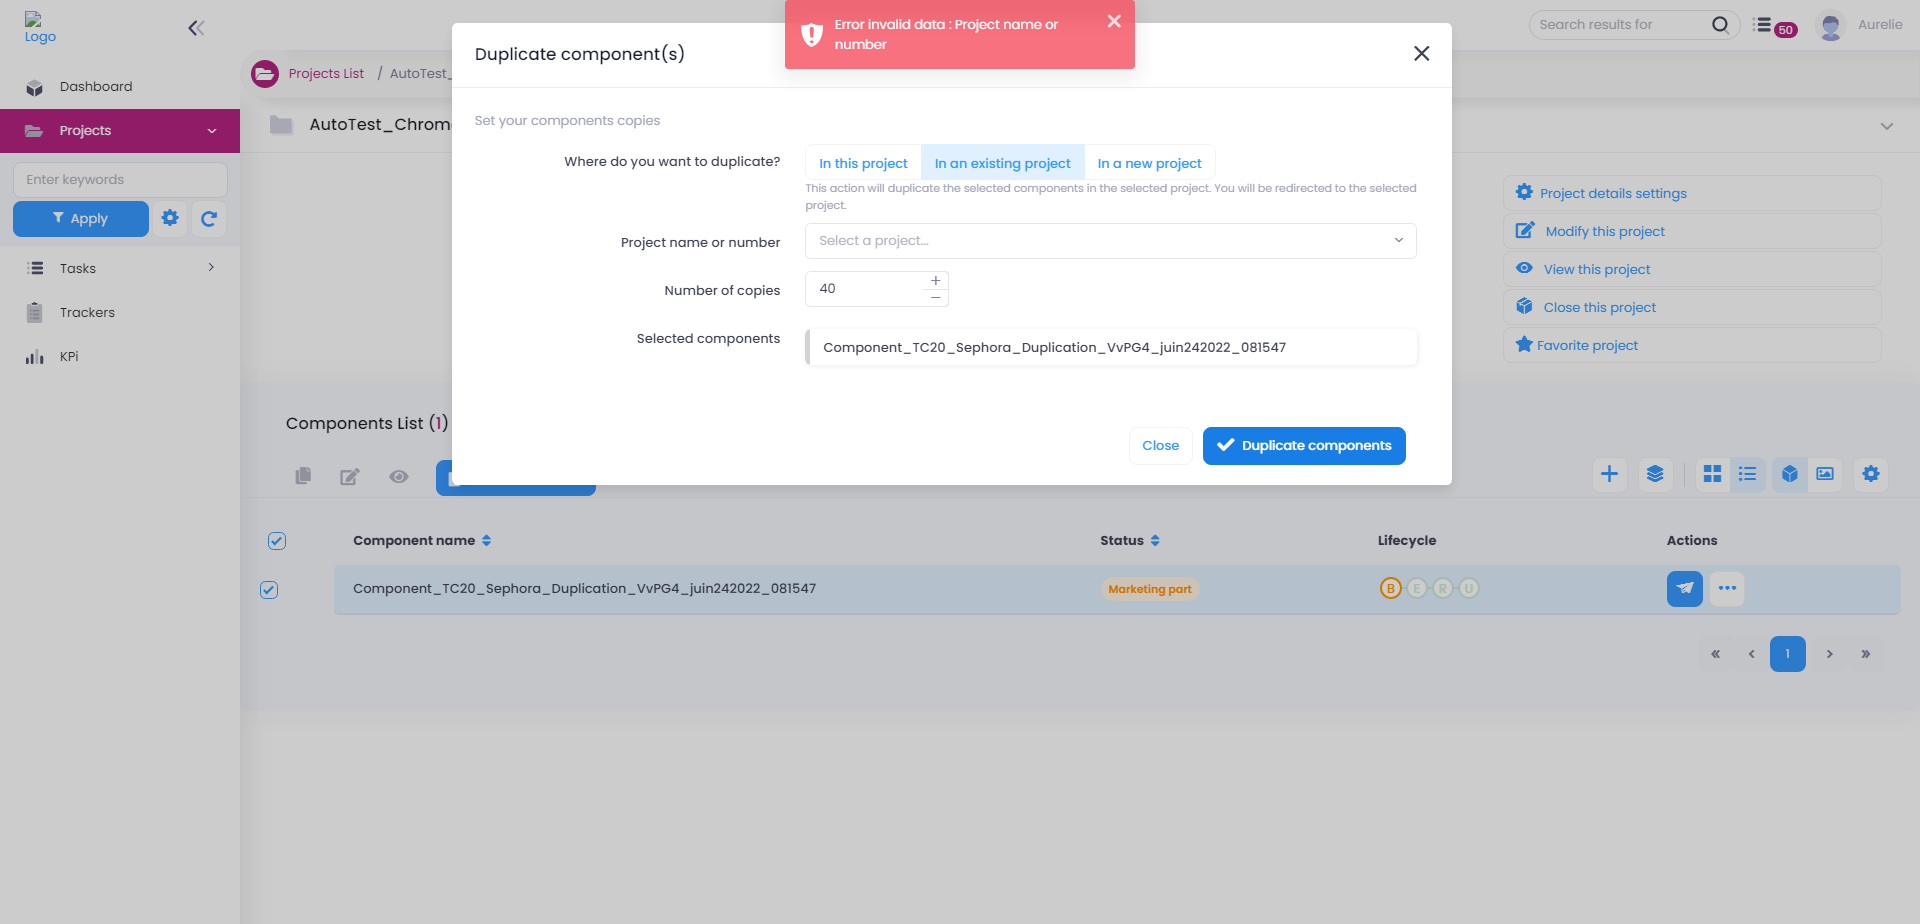 Logo
Dashboard
Projects
Enter keywords
Apply
Tasks
Trackers
KPi
Projects List / AutoTest_
AutoTest_Chrom
Error invalid data : Project name or
number
Search results for
50
Aurelie
Duplicate component(s)
Set your components copies
Where do you want to duplicate?
In this project
In an existing project
In a new project
This action will duplicate the selected components in the selected project. You will be redirected to the selected
project.
Project name or number
Select a project...
Number of copies
40
Selected components
Component_TC20_Sephora_Duplication_VvPG4_juin242022_081547
Close
Duplicate components
Project details settings
Modify this project
View this project
Close this project
Favorite project
Components List (1)
Component name
Status
Lifecycle
Actions
Component_TC20_Sephora_Duplication_VvPG4_juin242022_081547
Marketing part
B E R U
« ‹ 1 › »